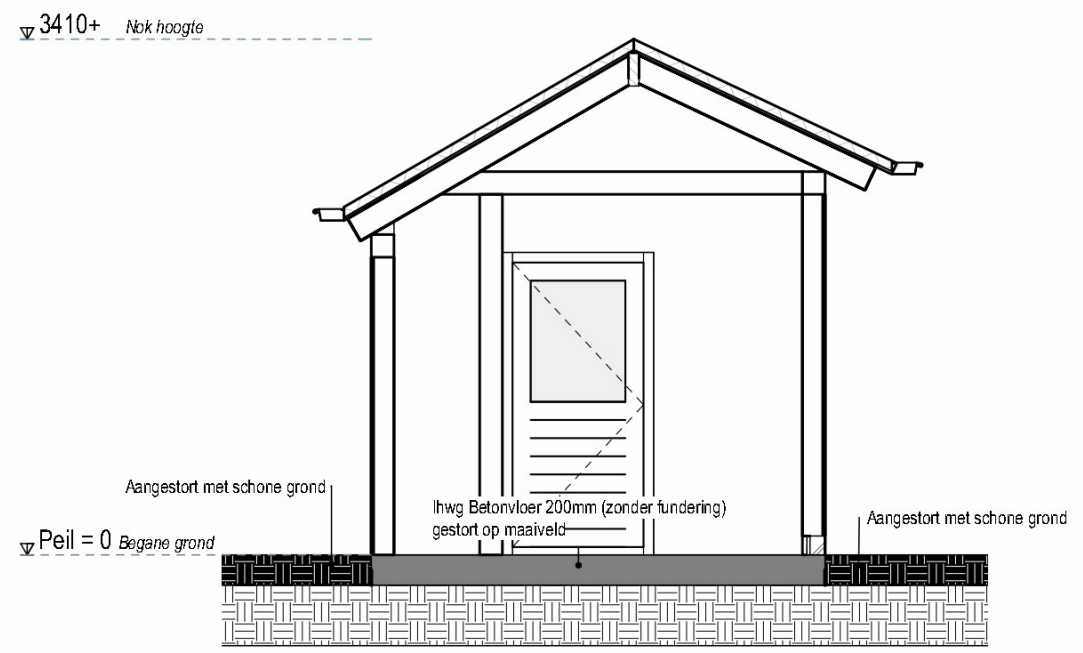 3410+ Nok hoogte
Aangestort met schone grond
Ihwg Betonvloer 200mm (zonder fundering)
gestort op maaiveld
Aangestort met schone grond
Peil = 0 Begane grond